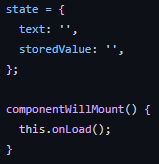 state = {
  text: '',
  storedValue: '',
};

componentWillMount() {
  this.onLoad();
}